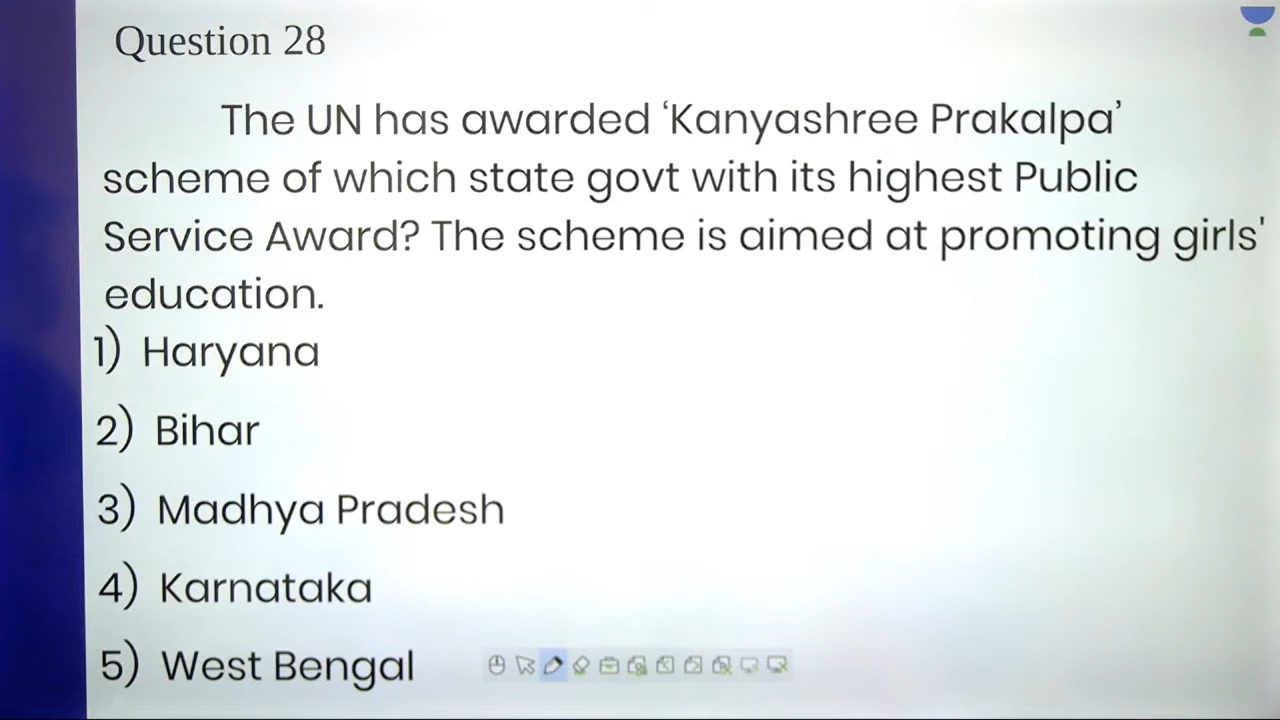 Question 28
The UN has awarded ‘Kanyashree Prakalpa’
scheme of which state govt with its highest Public
Service Award? The scheme is aimed at promoting girls'
education.
1) Haryana
2) Bihar
3) Madhya Pradesh
4) Karnataka
5) West Bengal